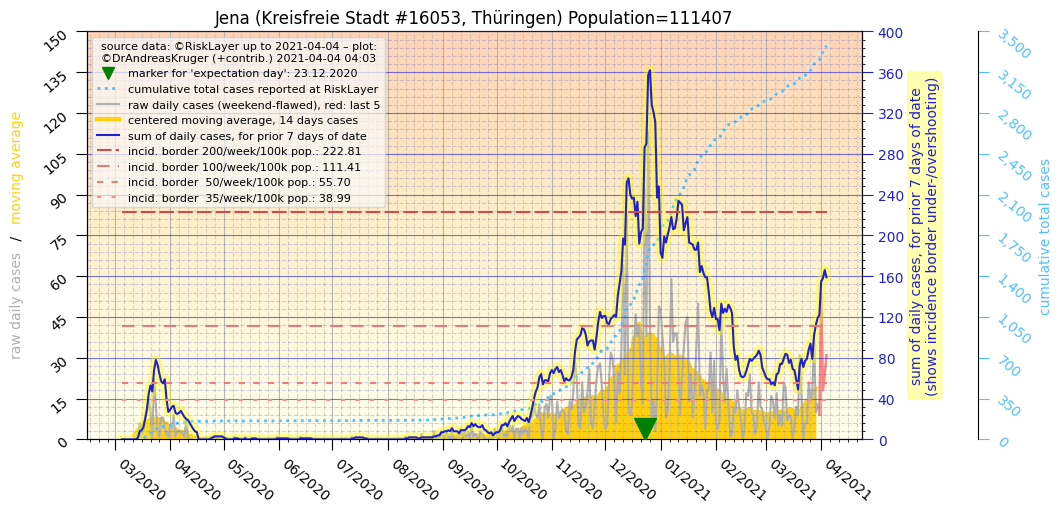 Jena (Kreisfreie Stadt #16053, Thüringen) Population=111407
source data: ©RiskLayer up to 2021-04-04 – plot:
©DrAndreasKruger (+contrib.) 2021-04-04 04:03
marker for 'expectation day': 23.12.2020
cumulative total cases reported at RiskLayer
raw daily cases (weekend-flawed), red: last 5
centered moving average, 14 days cases
sum of daily cases, for prior 7 days of date
incid. border 200/week/100k pop.: 222.81
incid. border 100/week/100k pop.: 111.41
incid. border  50/week/100k pop.: 55.70
incid. border  35/week/100k pop.: 38.99
raw daily cases / moving average
150
135
120
105
90
75
60
45
30
15
0
03/2020
04/2020
05/2020
06/2020
07/2020
08/2020
09/2020
10/2020
11/2020
12/2020
01/2021
02/2021
03/2021
04/2021
400
360
320
280
240
200
160
120
80
40
0
sum of daily cases, for prior 7 days of date
(shows incidence border under-/overshooting)
3,500
3,150
2,800
2,450
2,100
1,750
1,400
1,050
700
350
0
cumulative total cases